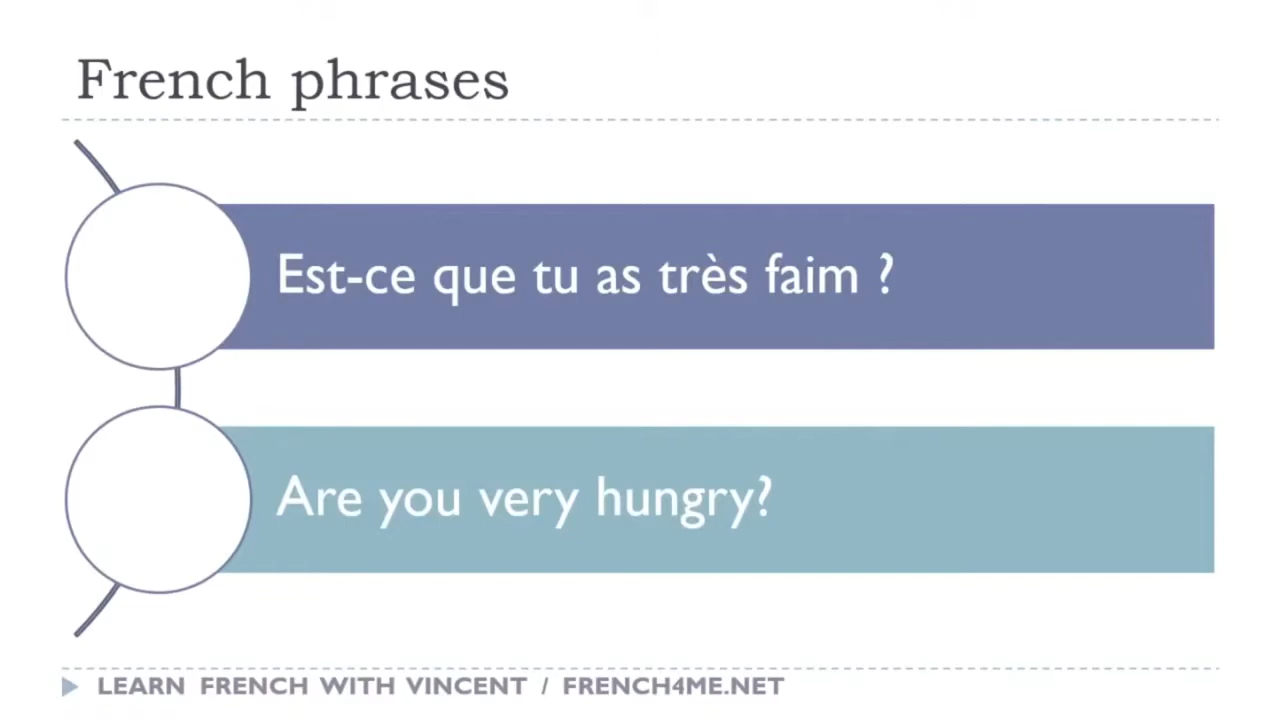 French phrases
Est-ce que tu as très faim ?
Are you very hungry?
LEARN FRENCH WITH VINCENT / FRENCH4ME.NET